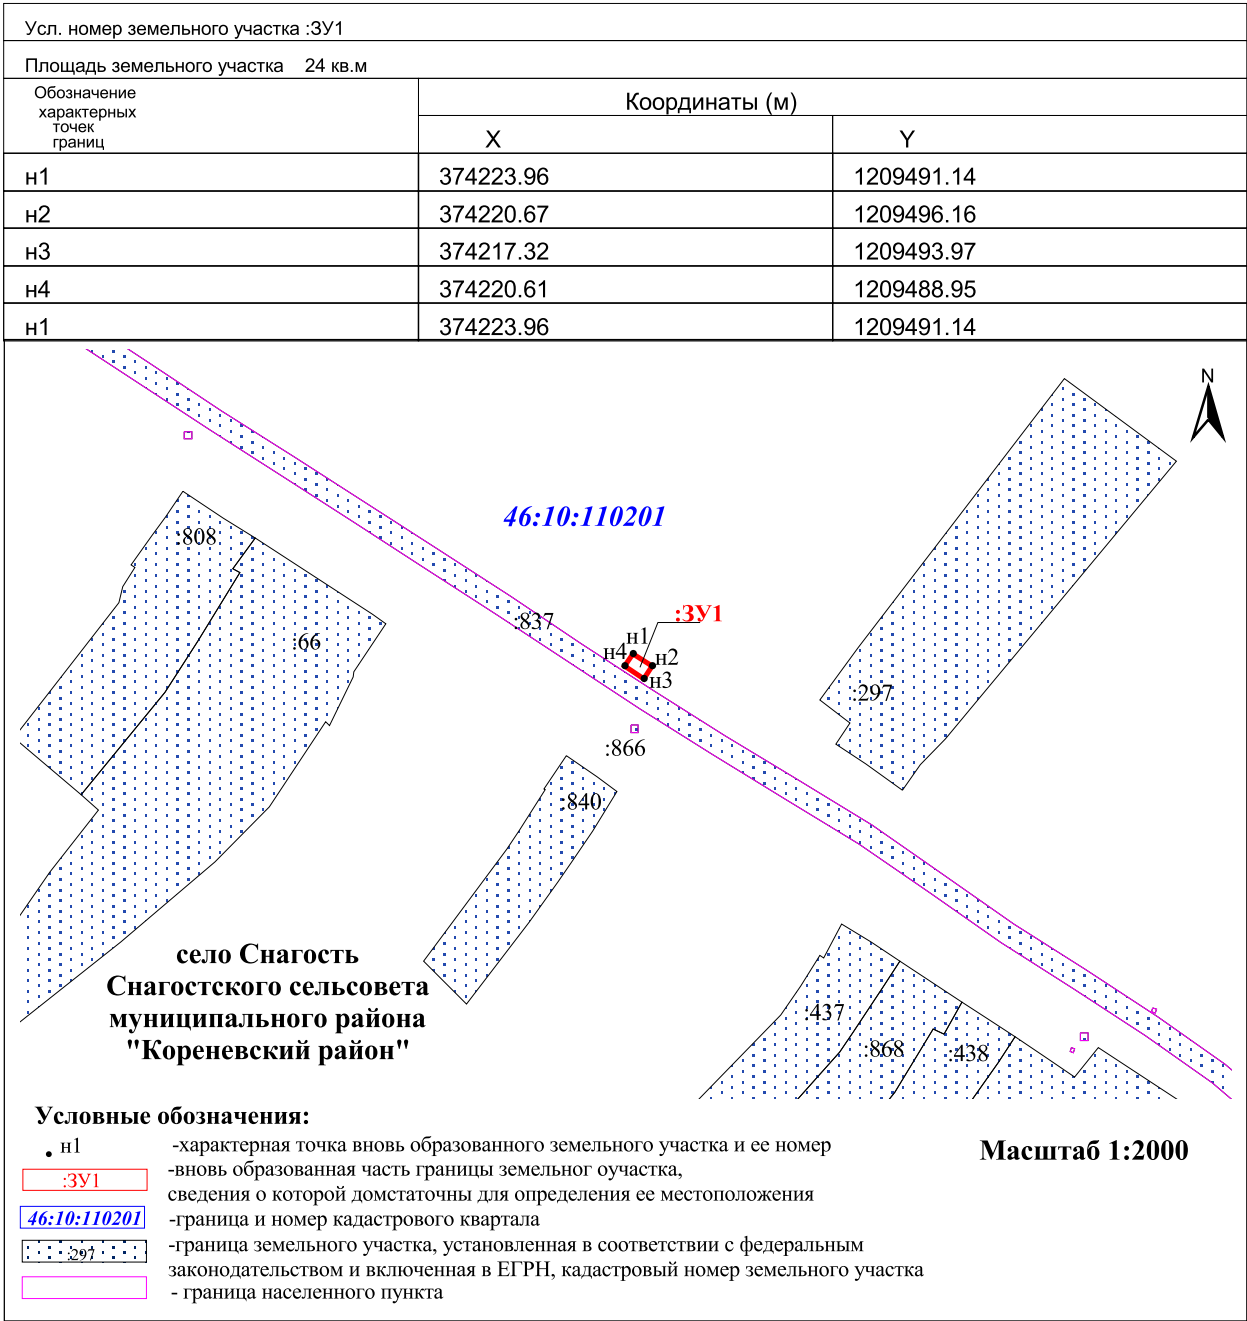 Усл. номер земельного участка :ЗУ1
Площадь земельного участка 24 кв.м
Обозначение
характерных
точек
границ
Координаты (м)
X
Y
н1 374223.96 1209491.14
н2 374220.67 1209496.16
н3 374217.32 1209493.97
н4 374220.61 1209488.95
н1 374223.96 1209491.14
N
46:10:110201
:808
:837
:ЗУ1
:66
н1
н4
н2
н3
:297
:866
:840
село Снагость
Снагостского сельсовета
муниципального района
"Кореневский район"
:437
:868
:438
Условные обозначения:
н1 -характерная точка вновь образованного земельного участка и ее номер
Масштаб 1:2000
:ЗУ1 -вновь образованная часть границы земельног оучастка,
сведения о которой домстаточны для определения ее местоположения
46:10:110201 -граница и номер кадастрового квартала
:297 -граница земельного участка, установленная в соответствии с федеральным
законодательством и включенная в ЕГРН, кадастровый номер земельного участка
- граница населенного пункта